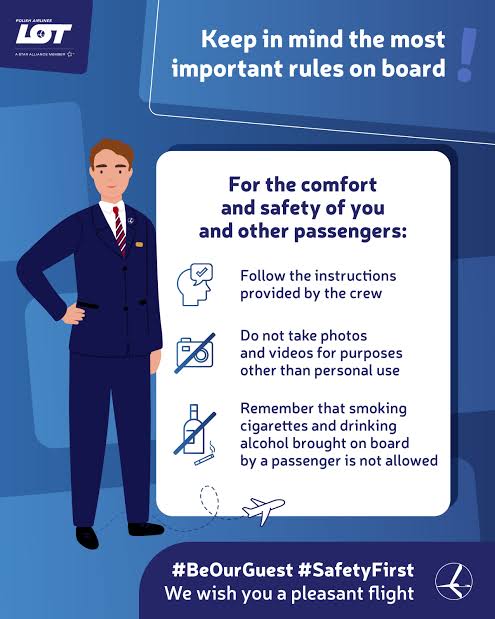 POLISH AIRLINES
LOT
A STAR ALLIANCE MEMBER
Keep in mind the most
important rules on board
!
For the comfort
and safety of you
and other passengers:
Follow the instructions
provided by the crew
Do not take photos
and videos for purposes
other than personal use
Remember that smoking
cigarettes and drinking
alcohol brought on board
by a passenger is not allowed
#BeOurGuest #SafetyFirst
We wish you a pleasant flight